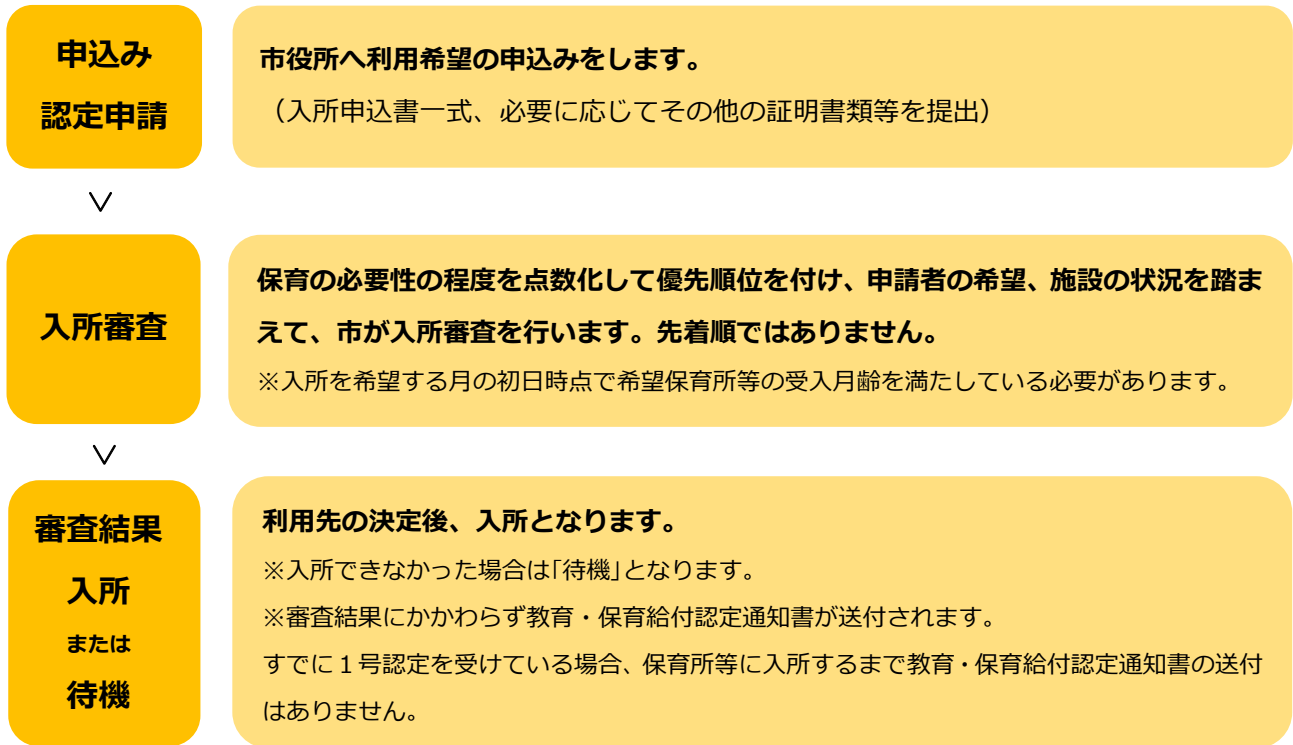 申込み
認定申請
市役所へ利用希望の申込みをします。
（入所申込書一式、必要に応じてその他の証明書類等を提出）
入所審査
保育の必要性の程度を点数化して優先順位を付け、申請者の希望、施設の状況を踏ま
えて、市が入所審査を行います。先着順ではありません。
※入所を希望する月の初日時点で希望保育所等の受入月齢を満たしている必要があります。
審査結果
入所
または
待機
利用先の決定後、入所となります。
※入所できなかった場合は「待機」となります。
※審査結果にかかわらず教育・保育給付認定通知書が送付されます。
すでに１号認定を受けている場合、保育所等に入所するまで教育・保育給付認定通知書の送付
はありません。